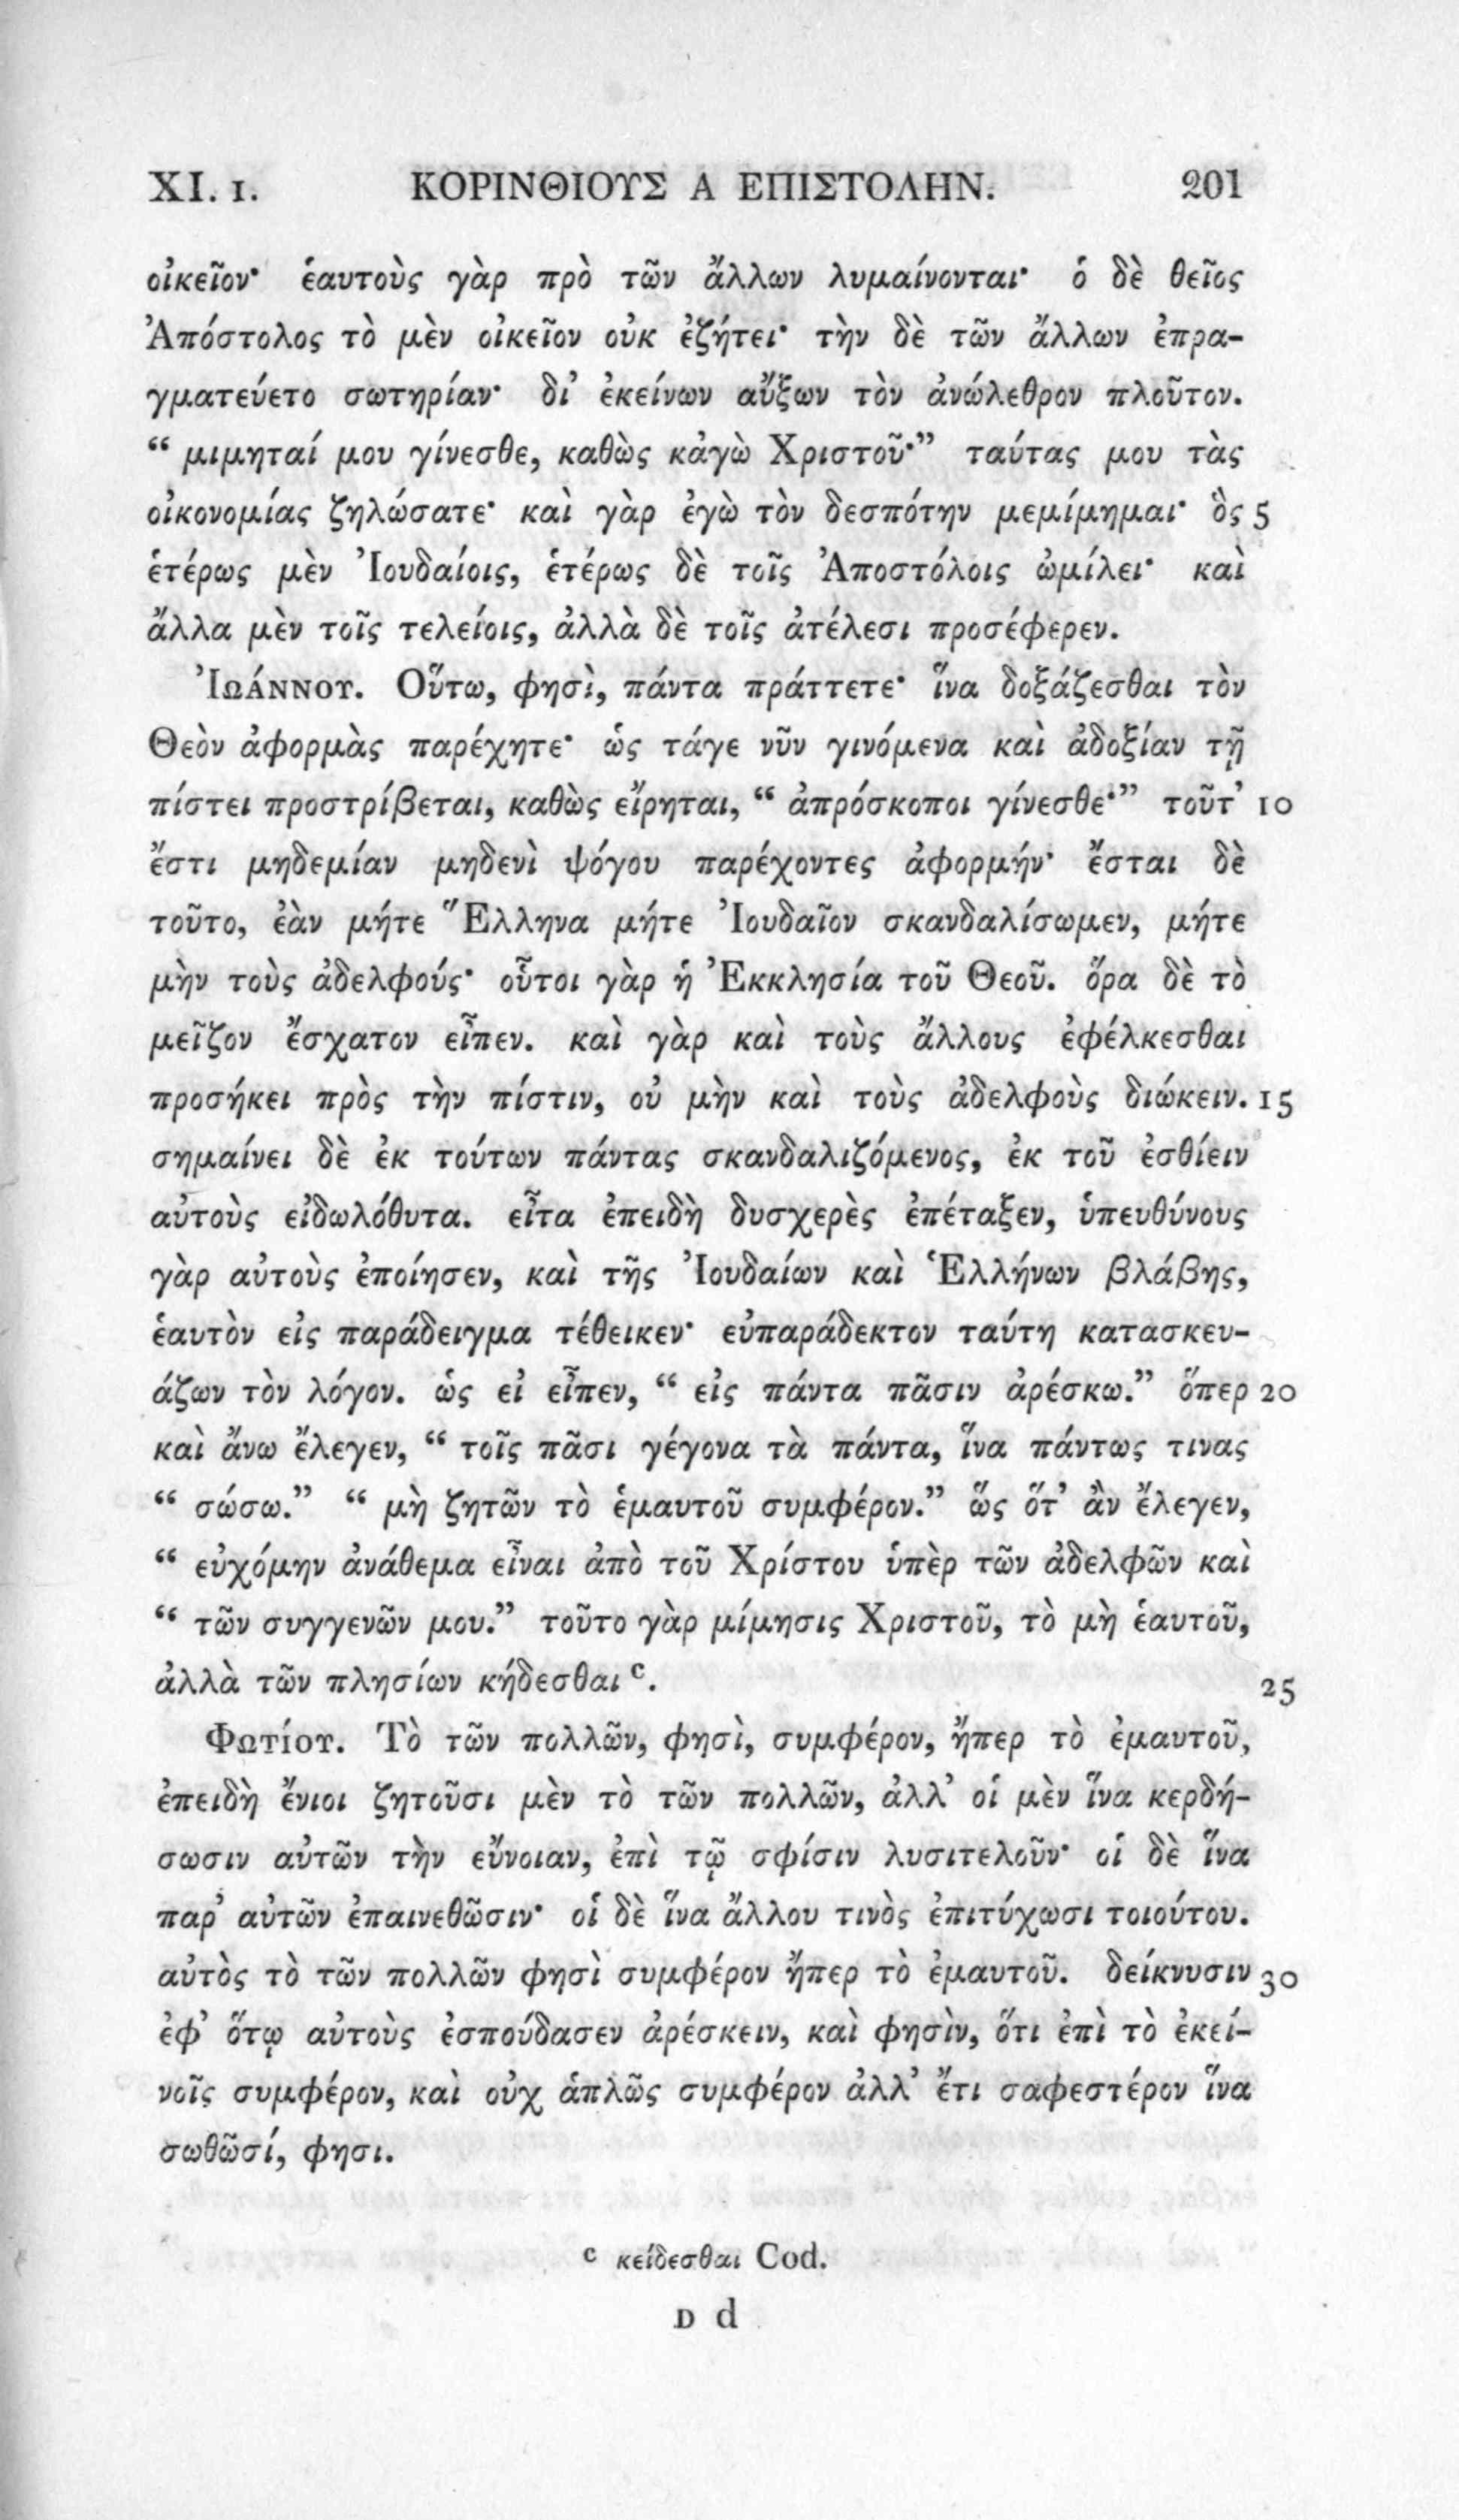 XI. 1. ΚΟΡΙΝΘΙΟΥΣ Α ΕΠΙΣΤΟΛΗΝ. 201
οἰκεῖον· ἑαυτοὺς γὰρ πρὸ τῶν ἄλλων λυμαίνονται· ὁ δὲ θεῖος
Ἀπόστολος τὸ μὲν οἰκεῖον οὐκ ἐζήτει· τὴν δὲ τῶν ἄλλων ἐπρα-
γματεύετο σωτηρίαν· δι’ ἐκείνων αὔξων τὸν ἀνώλεθρον πλοῦτον.
“ μιμηταί μου γίνεσθε, καθὼς κἀγὼ Χριστοῦ·” ταύτας μου τὰς
οἰκονομίας ζηλώσατε· καὶ γὰρ ἐγὼ τὸν δεσπότην μεμίμημαι· ὃς 5
ἑτέρως μὲν Ἰουδαίοις, ἑτέρως δὲ τοῖς Ἀποστόλοις ὡμίλει· καὶ
ἄλλα μὲν τοῖς τελείοις, ἀλλὰ δὲ τοῖς ἀτέλεσι προσέφερεν.
Ἰωάννου. Οὕτω, φησὶ, πάντα πράττετε· ἵνα δοξάζεσθαι τὸν
Θεὸν ἀφορμὰς παρέχητε· ὡς τάγε νῦν γινόμενα καὶ ἀδοξίαν τῇ
πίστει προστρίβεται, καθὼς εἴρηται, “ ἀπρόσκοποι γίνεσθε·” τοῦτ’ 10
ἔστι μηδεμίαν μηδενὶ ψόγου παρέχοντες ἀφορμήν· ἔσται δὲ
τοῦτο, ἐὰν μήτε Ἕλληνα μήτε Ἰουδαῖον σκανδαλίσωμεν, μήτε
μὴν τοὺς ἀδελφούς· οὗτοι γὰρ ἡ Ἐκκλησία τοῦ Θεοῦ. ὅρα δὲ τὸ
μεῖζον ἔσχατον εἶπεν. καὶ γὰρ καὶ τοὺς ἄλλους ἐφέλκεσθαι
προσήκει πρὸς τὴν πίστιν, οὐ μὴν καὶ τοὺς ἀδελφοὺς διώκειν. 15
σημαίνει δὲ ἐκ τούτων πάντας σκανδαλιζόμενος, ἐκ τοῦ ἐσθίειν
αὐτοὺς εἰδωλόθυτα. εἶτα ἐπειδὴ δυσχερὲς ἐπέταξεν, ὑπευθύνους
γὰρ αὐτοὺς ἐποίησεν, καὶ τῆς Ἰουδαίων καὶ Ἑλλήνων βλάβης,
ἑαυτὸν εἰς παράδειγμα τέθεικεν· εὐπαράδεκτον ταύτη κατασκευ-
άζων τὸν λόγον. ὡς εἰ εἶπεν, “ εἰς πάντα πᾶσιν ἀρέσκω.” ὅπερ 20
καὶ ἄνω ἔλεγεν, “ τοῖς πᾶσι γέγονα τὰ πάντα, ἵνα πάντως τινας
“ σώσω.” “ μὴ ζητῶν τὸ ἐμαυτοῦ συμφέρον.” ὥς ὅτ’ ἂν ἔλεγεν,
“ εὐχόμην ἀνάθεμα εἶναι ἀπὸ τοῦ Χρίστου ὑπὲρ τῶν ἀδελφῶν καὶ
“ τῶν συγγενῶν μου.” τοῦτο γὰρ μίμησις Χριστοῦ, τὸ μὴ ἑαυτοῦ,
ἀλλὰ τῶν πλησίων κήδεσθαι c. 25
Φωτίου. Τὸ τῶν πολλῶν, φησὶ, συμφέρον, ἤπερ τὸ ἐμαυτοῦ,
ἐπειδὴ ἔνιοι ζητοῦσι μὲν τὸ τῶν πολλῶν, ἀλλ’ οἱ μὲν ἵνα κερδή-
σωσιν αὐτῶν τὴν εὔνοιαν, ἐπὶ τῷ σφίσιν λυσιτελοῦν· οἱ δὲ ἵνα
παρ’ αὐτῶν ἐπαινεθῶσιν· οἱ δὲ ἵνα ἄλλου τινὸς ἐπιτύχωσι τοιούτου.
αὐτὸς τὸ τῶν πολλῶν φησὶ συμφέρον ἤπερ τὸ ἐμαυτοῦ. δείκνυσιν 30
ἐφ’ ὅτῳ αὐτοὺς ἐσπούδασεν ἀρέσκειν, καὶ φησὶν, ὅτι ἐπὶ τὸ ἐκεί-
νοῖς συμφέρον, καὶ οὐχ ἁπλῶς συμφέρον ἀλλ’ ἔτι σαφεστέρον ἵνα
σωθῶσί, φησι.
c κείδεσθαι Cod.
D d